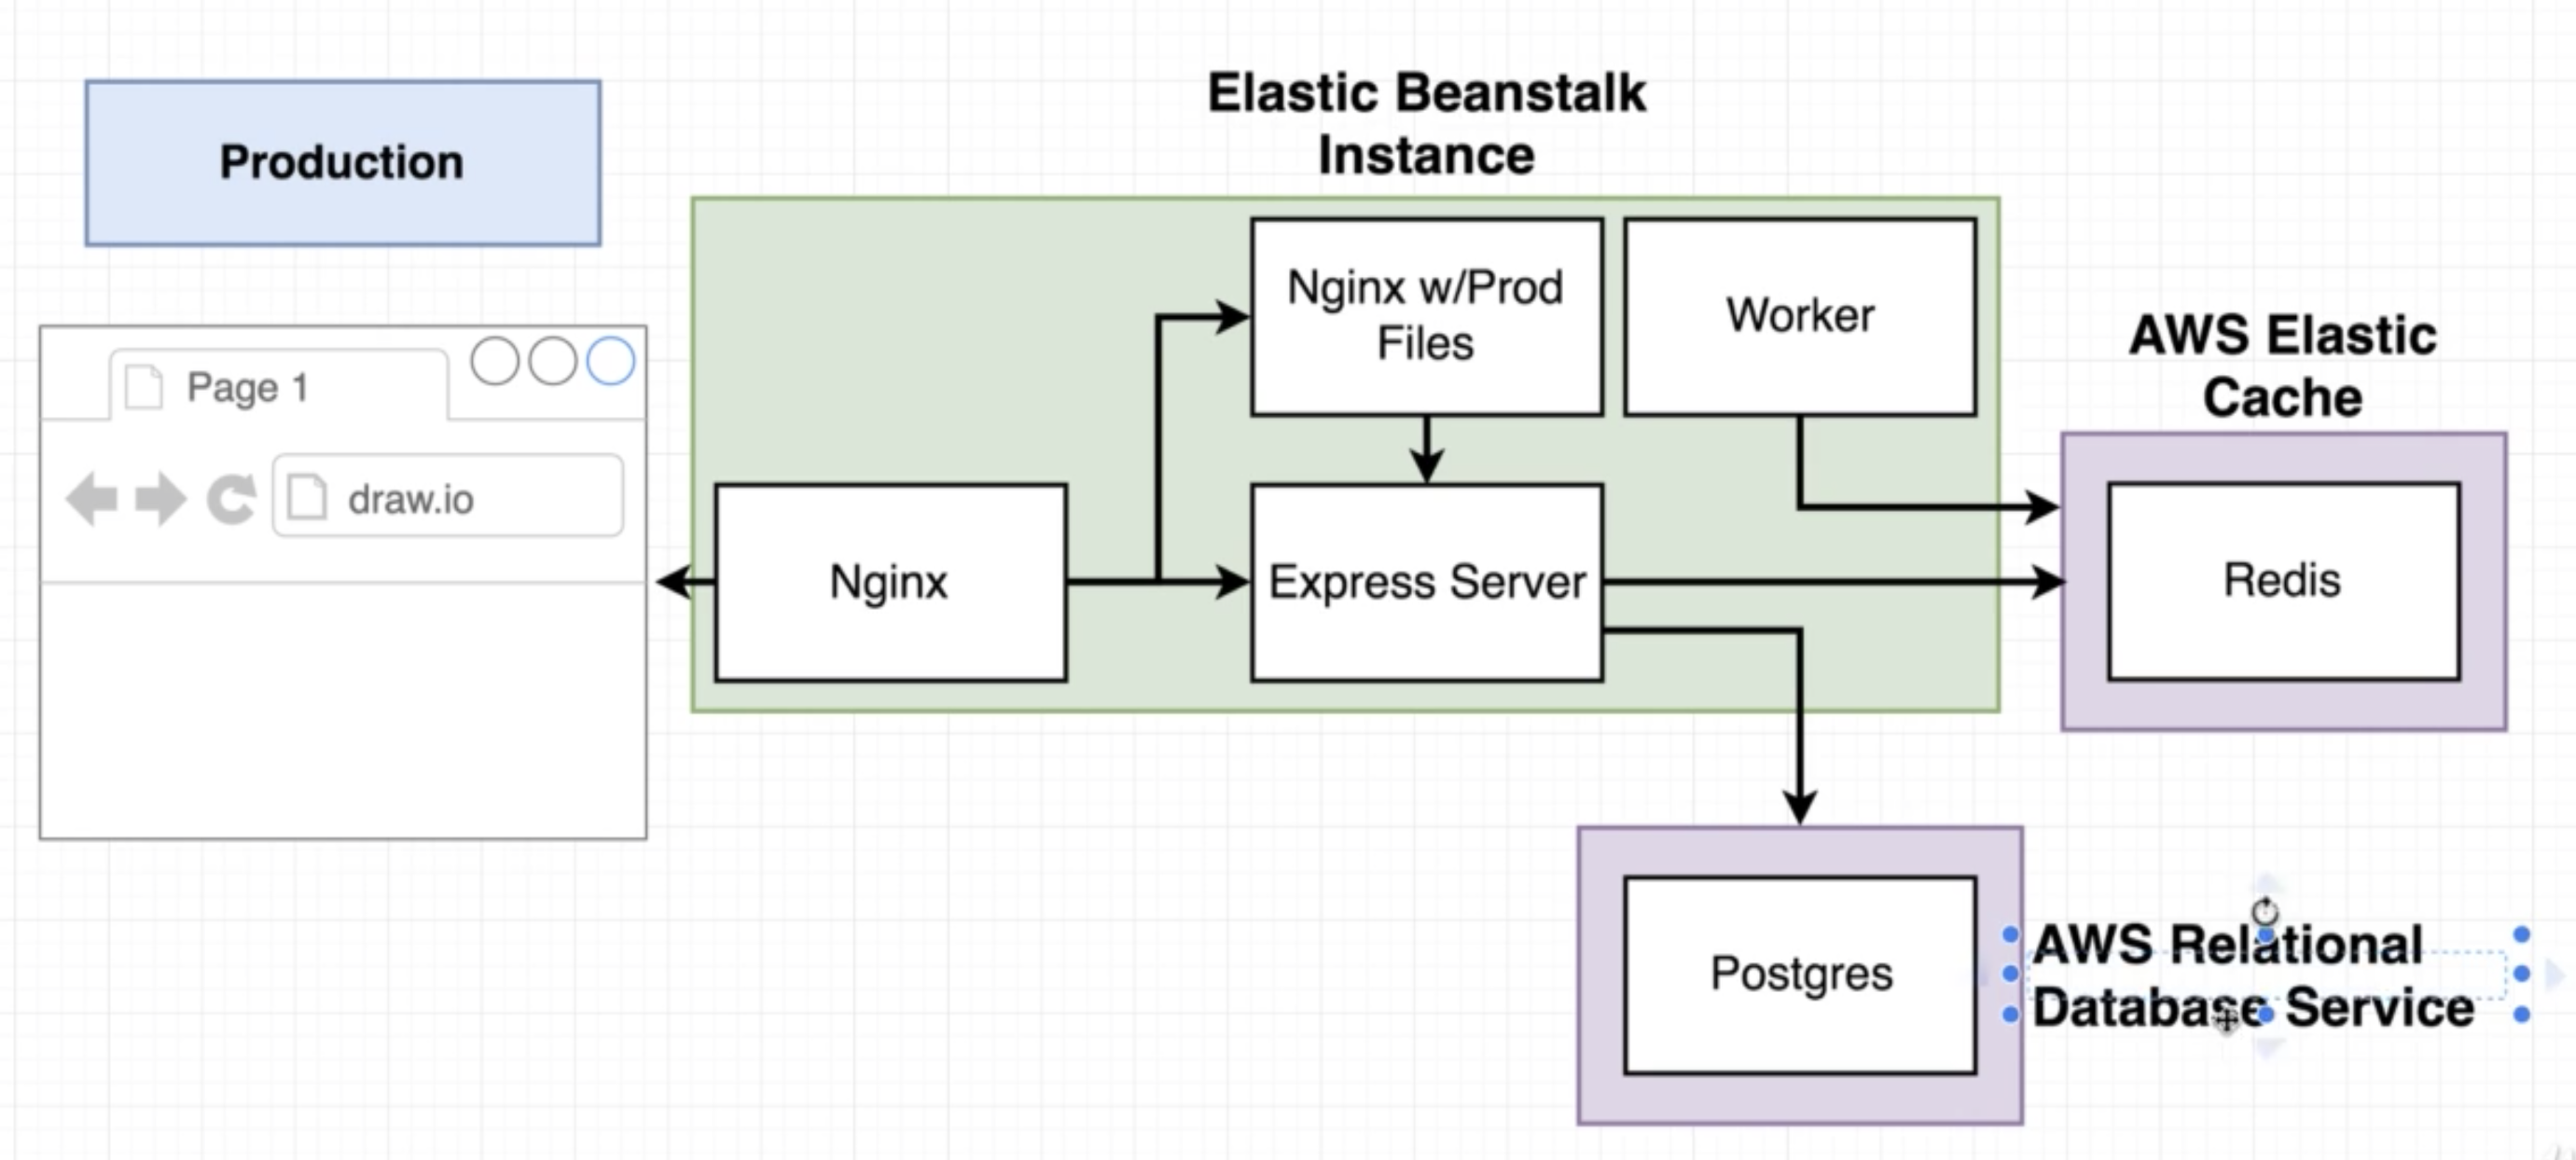 Production
Elastic Beanstalk
Instance
Page 1
draw.io
Nginx w/Prod
Files
Worker
Nginx
Express Server
AWS Elastic
Cache
Redis
Postgres
AWS Relational
Database Service